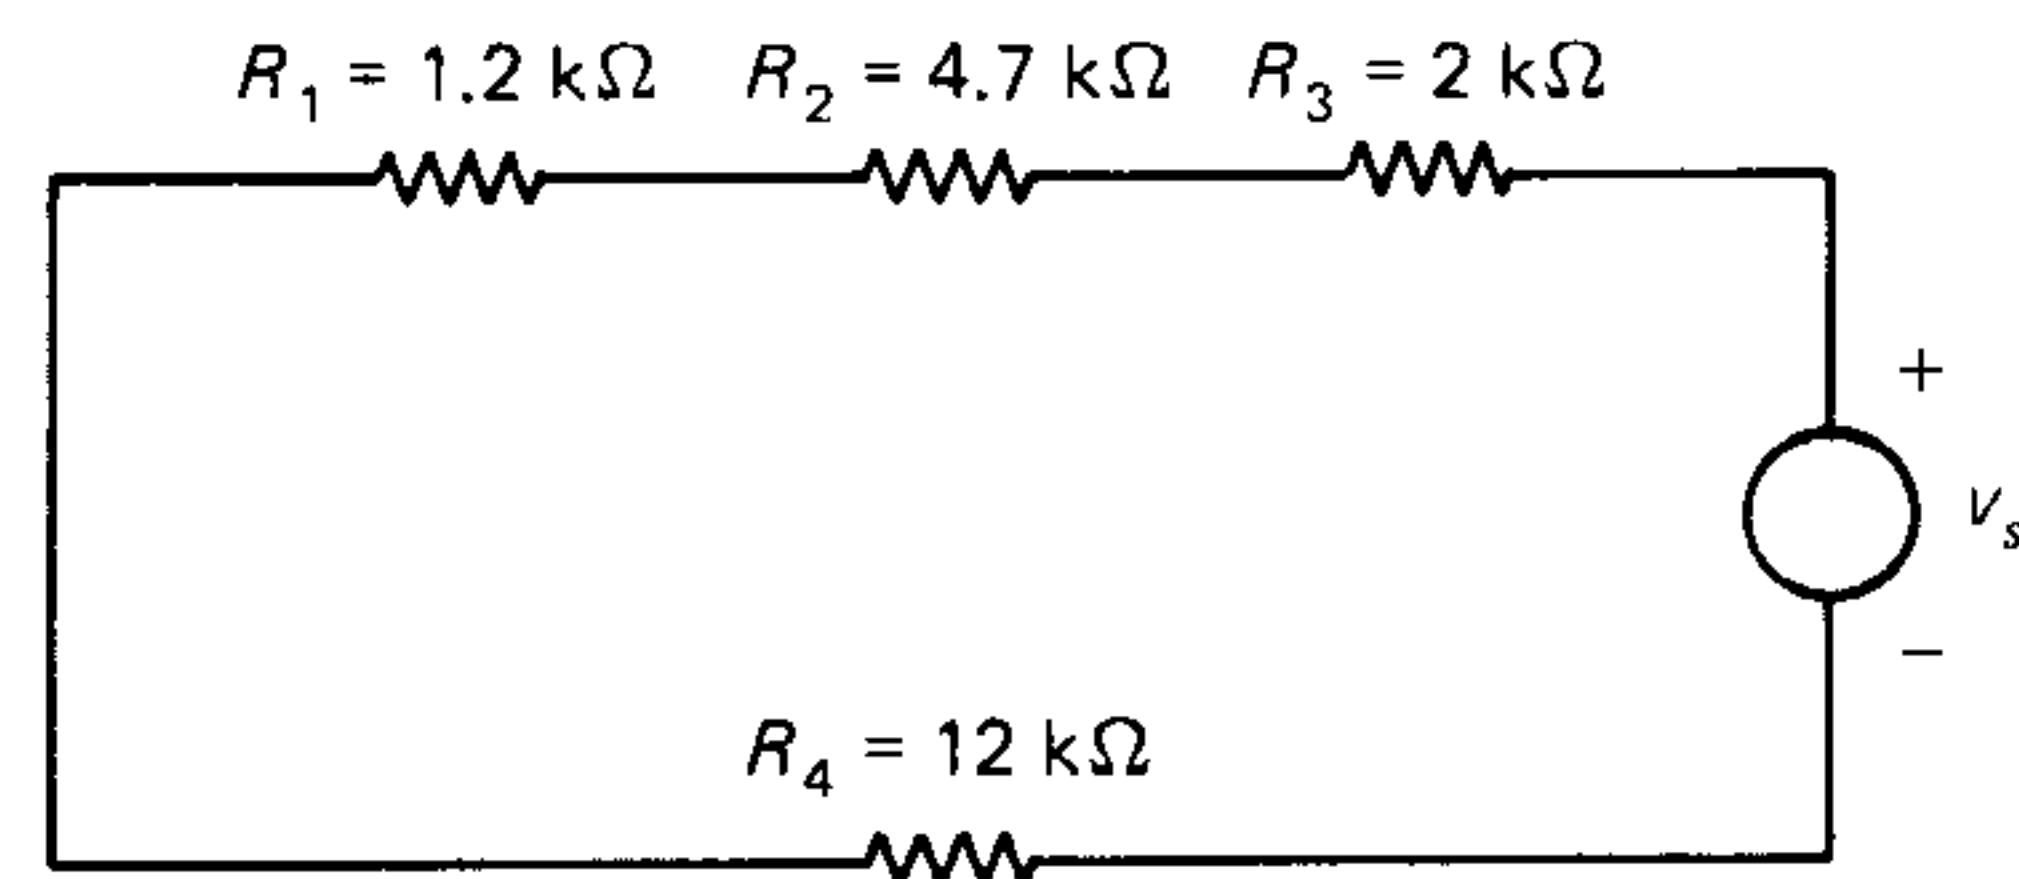 R₁ = 1.2 kΩ R₂ = 4.7 kΩ R₃ = 2 kΩ
+
vₛ
−
R₄ = 12 kΩ